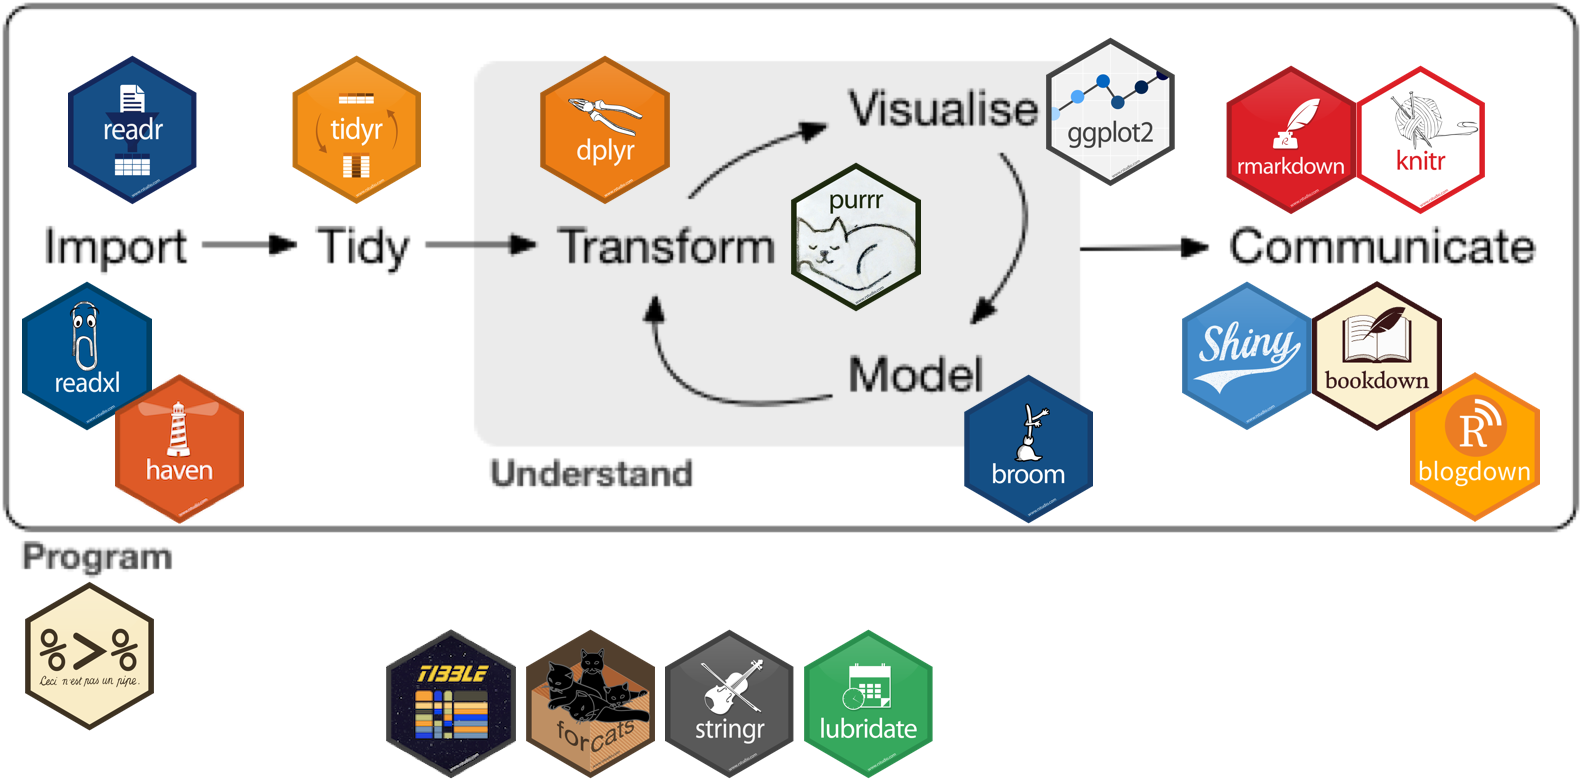 readr
tidyr
dplyr
Visualise
ggplot2
rmarkdown
knitr
purrr
Import
Tidy
Transform
Communicate
readxl
haven
Model
broom
Shiny
bookdown
blogdown
Understand
Program
%>%
Ceci n'est pas un pipe.
TIBBLE
forcats
stringr
lubridate